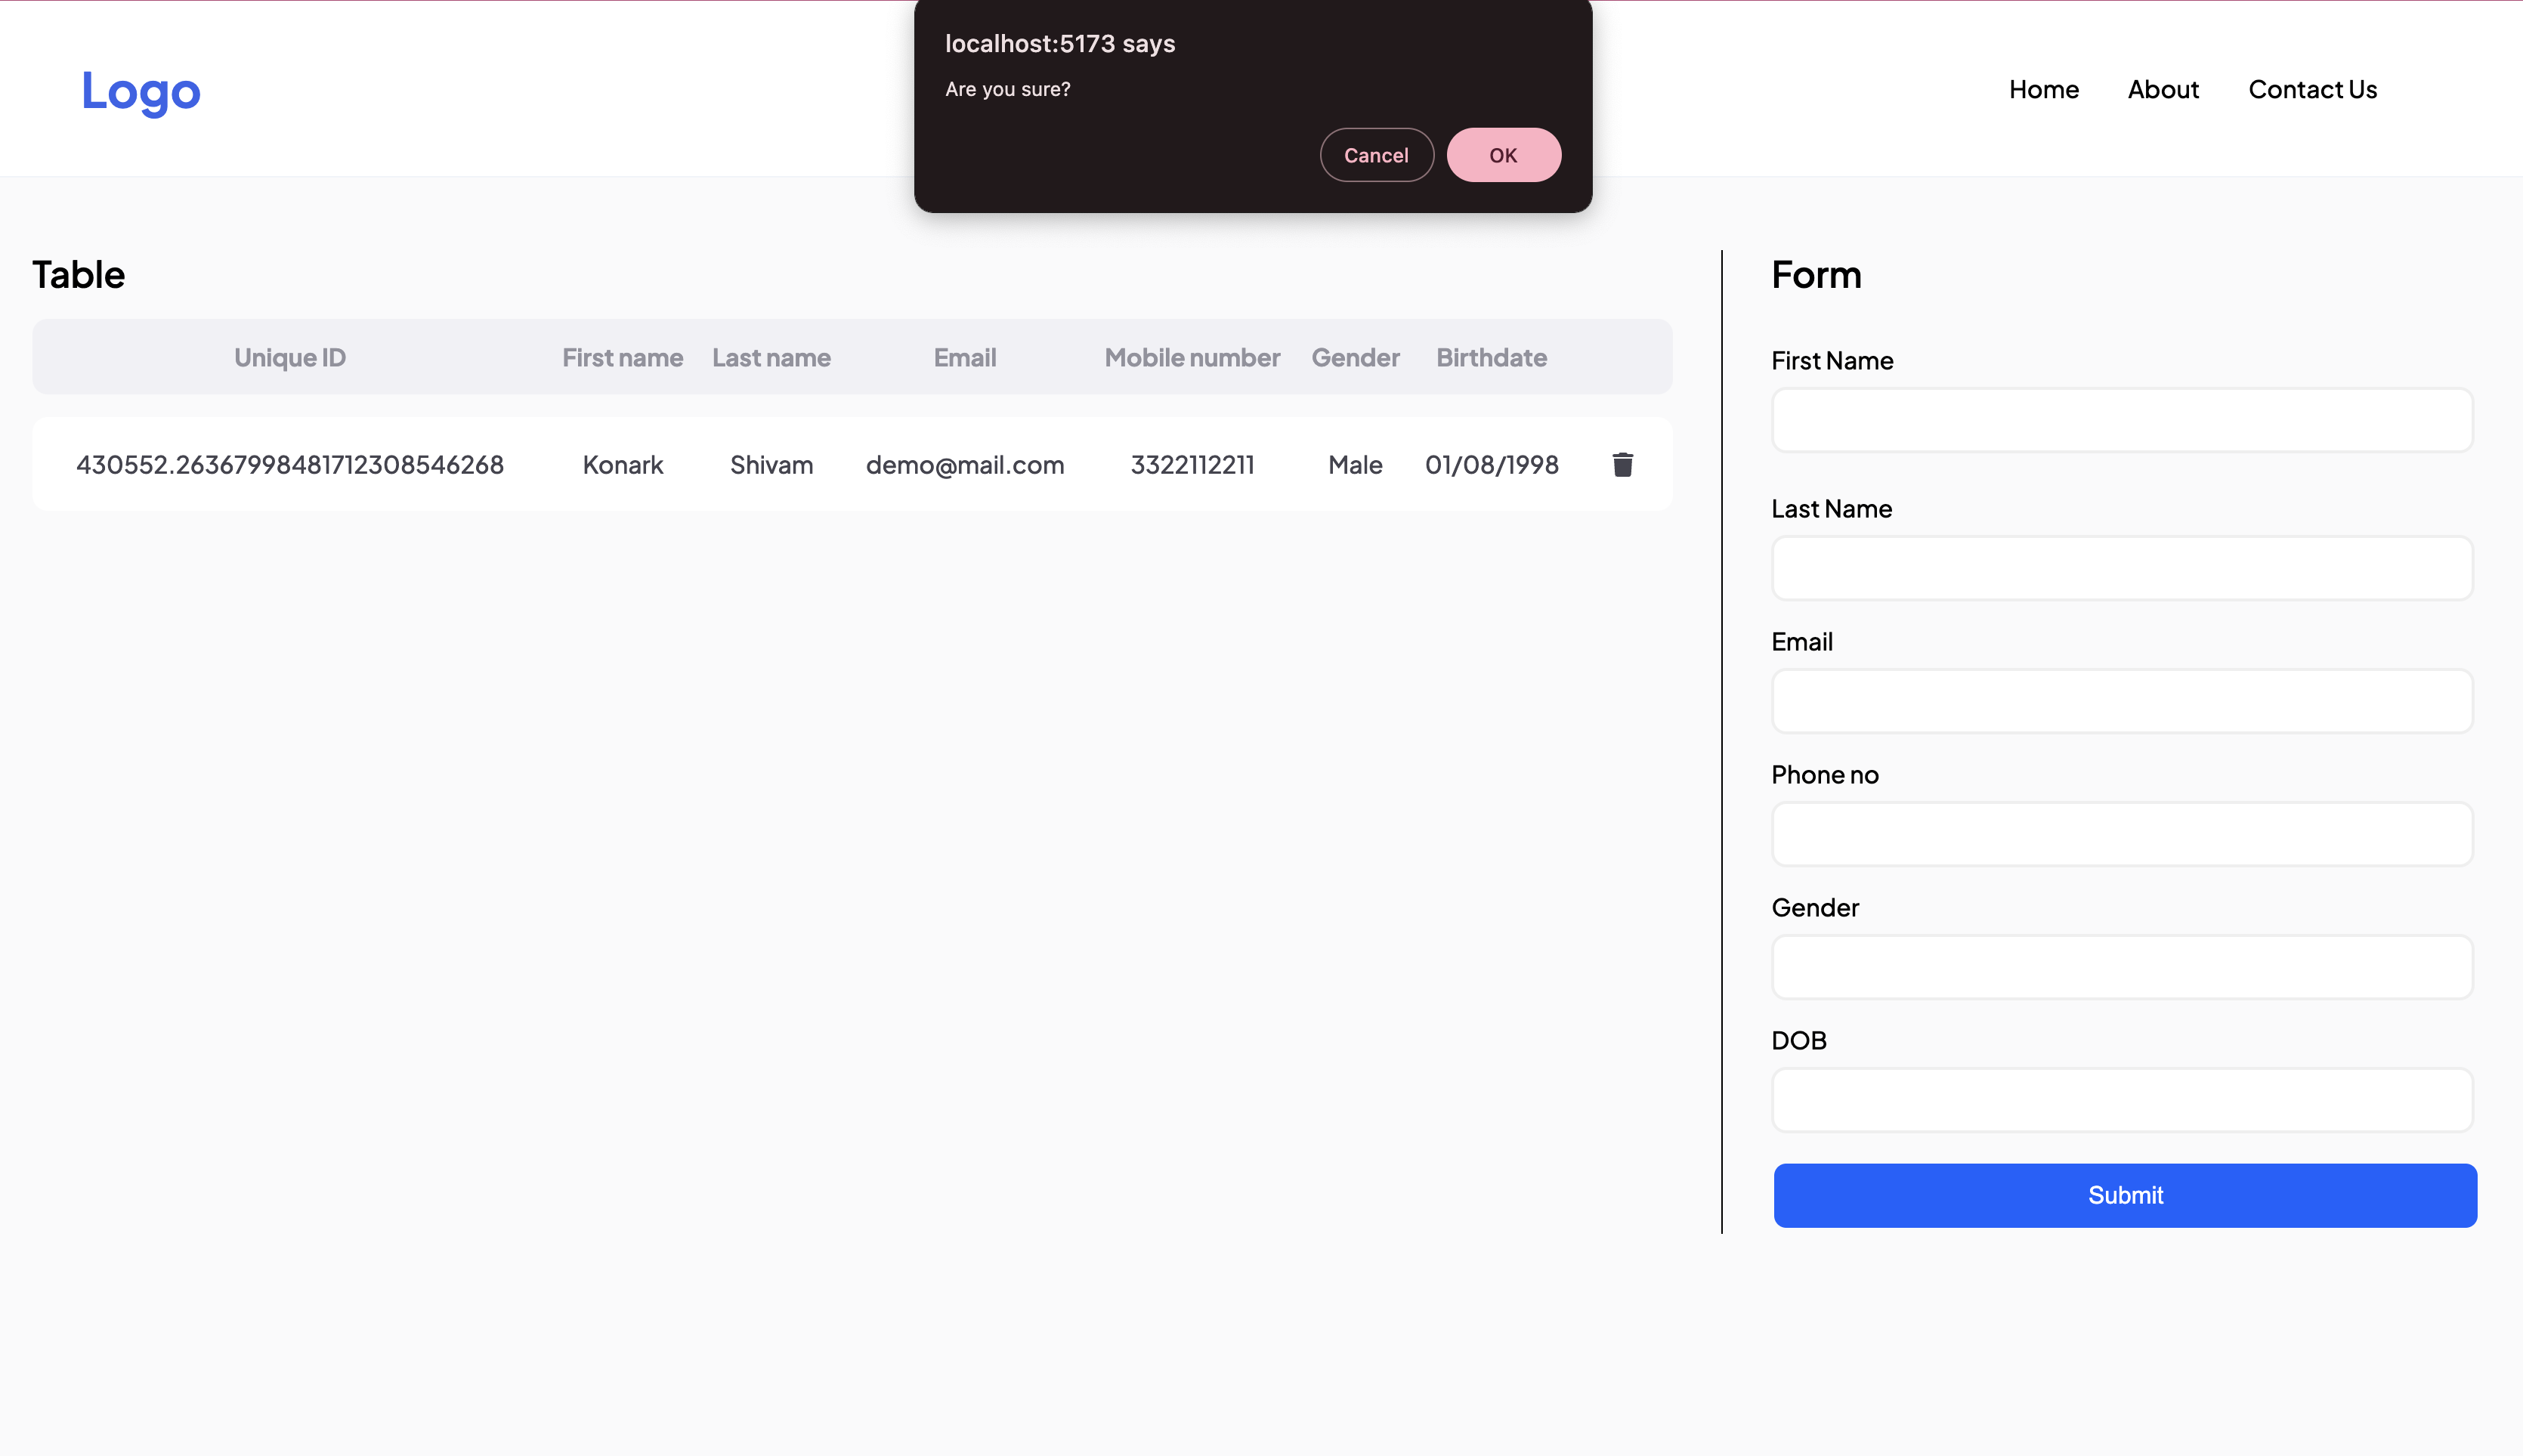 localhost:5173 says
Are you sure?
Cancel OK
Logo
Home About Contact Us
Table
Unique ID First name Last name Email Mobile number Gender Birthdate
430552.26367998481712308546268 Konark Shivam demo@mail.com 3322112211 Male 01/08/1998
Form
First Name
Last Name
Email
Phone no
Gender
DOB
Submit